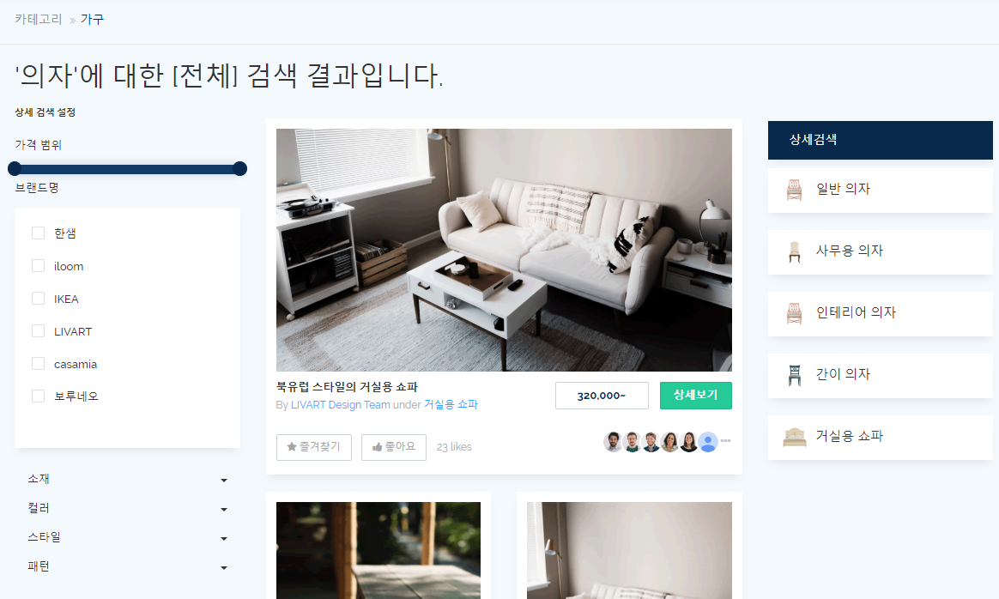 카테고리 » 가구
'의자'에 대한 [전체] 검색 결과입니다.
상세 검색 설정
가격 범위
브랜드명
한샘
iloom
IKEA
LIVART
casamia
보루네오
소재
컬러
스타일
패턴
북유럽 스타일의 거실용 쇼파
By LIVART Design Team under 거실용 쇼파
320,000~
상세보기
즐겨찾기
좋아요
23 likes
상세검색
일반 의자
사무용 의자
인테리어 의자
간이 의자
거실용 쇼파